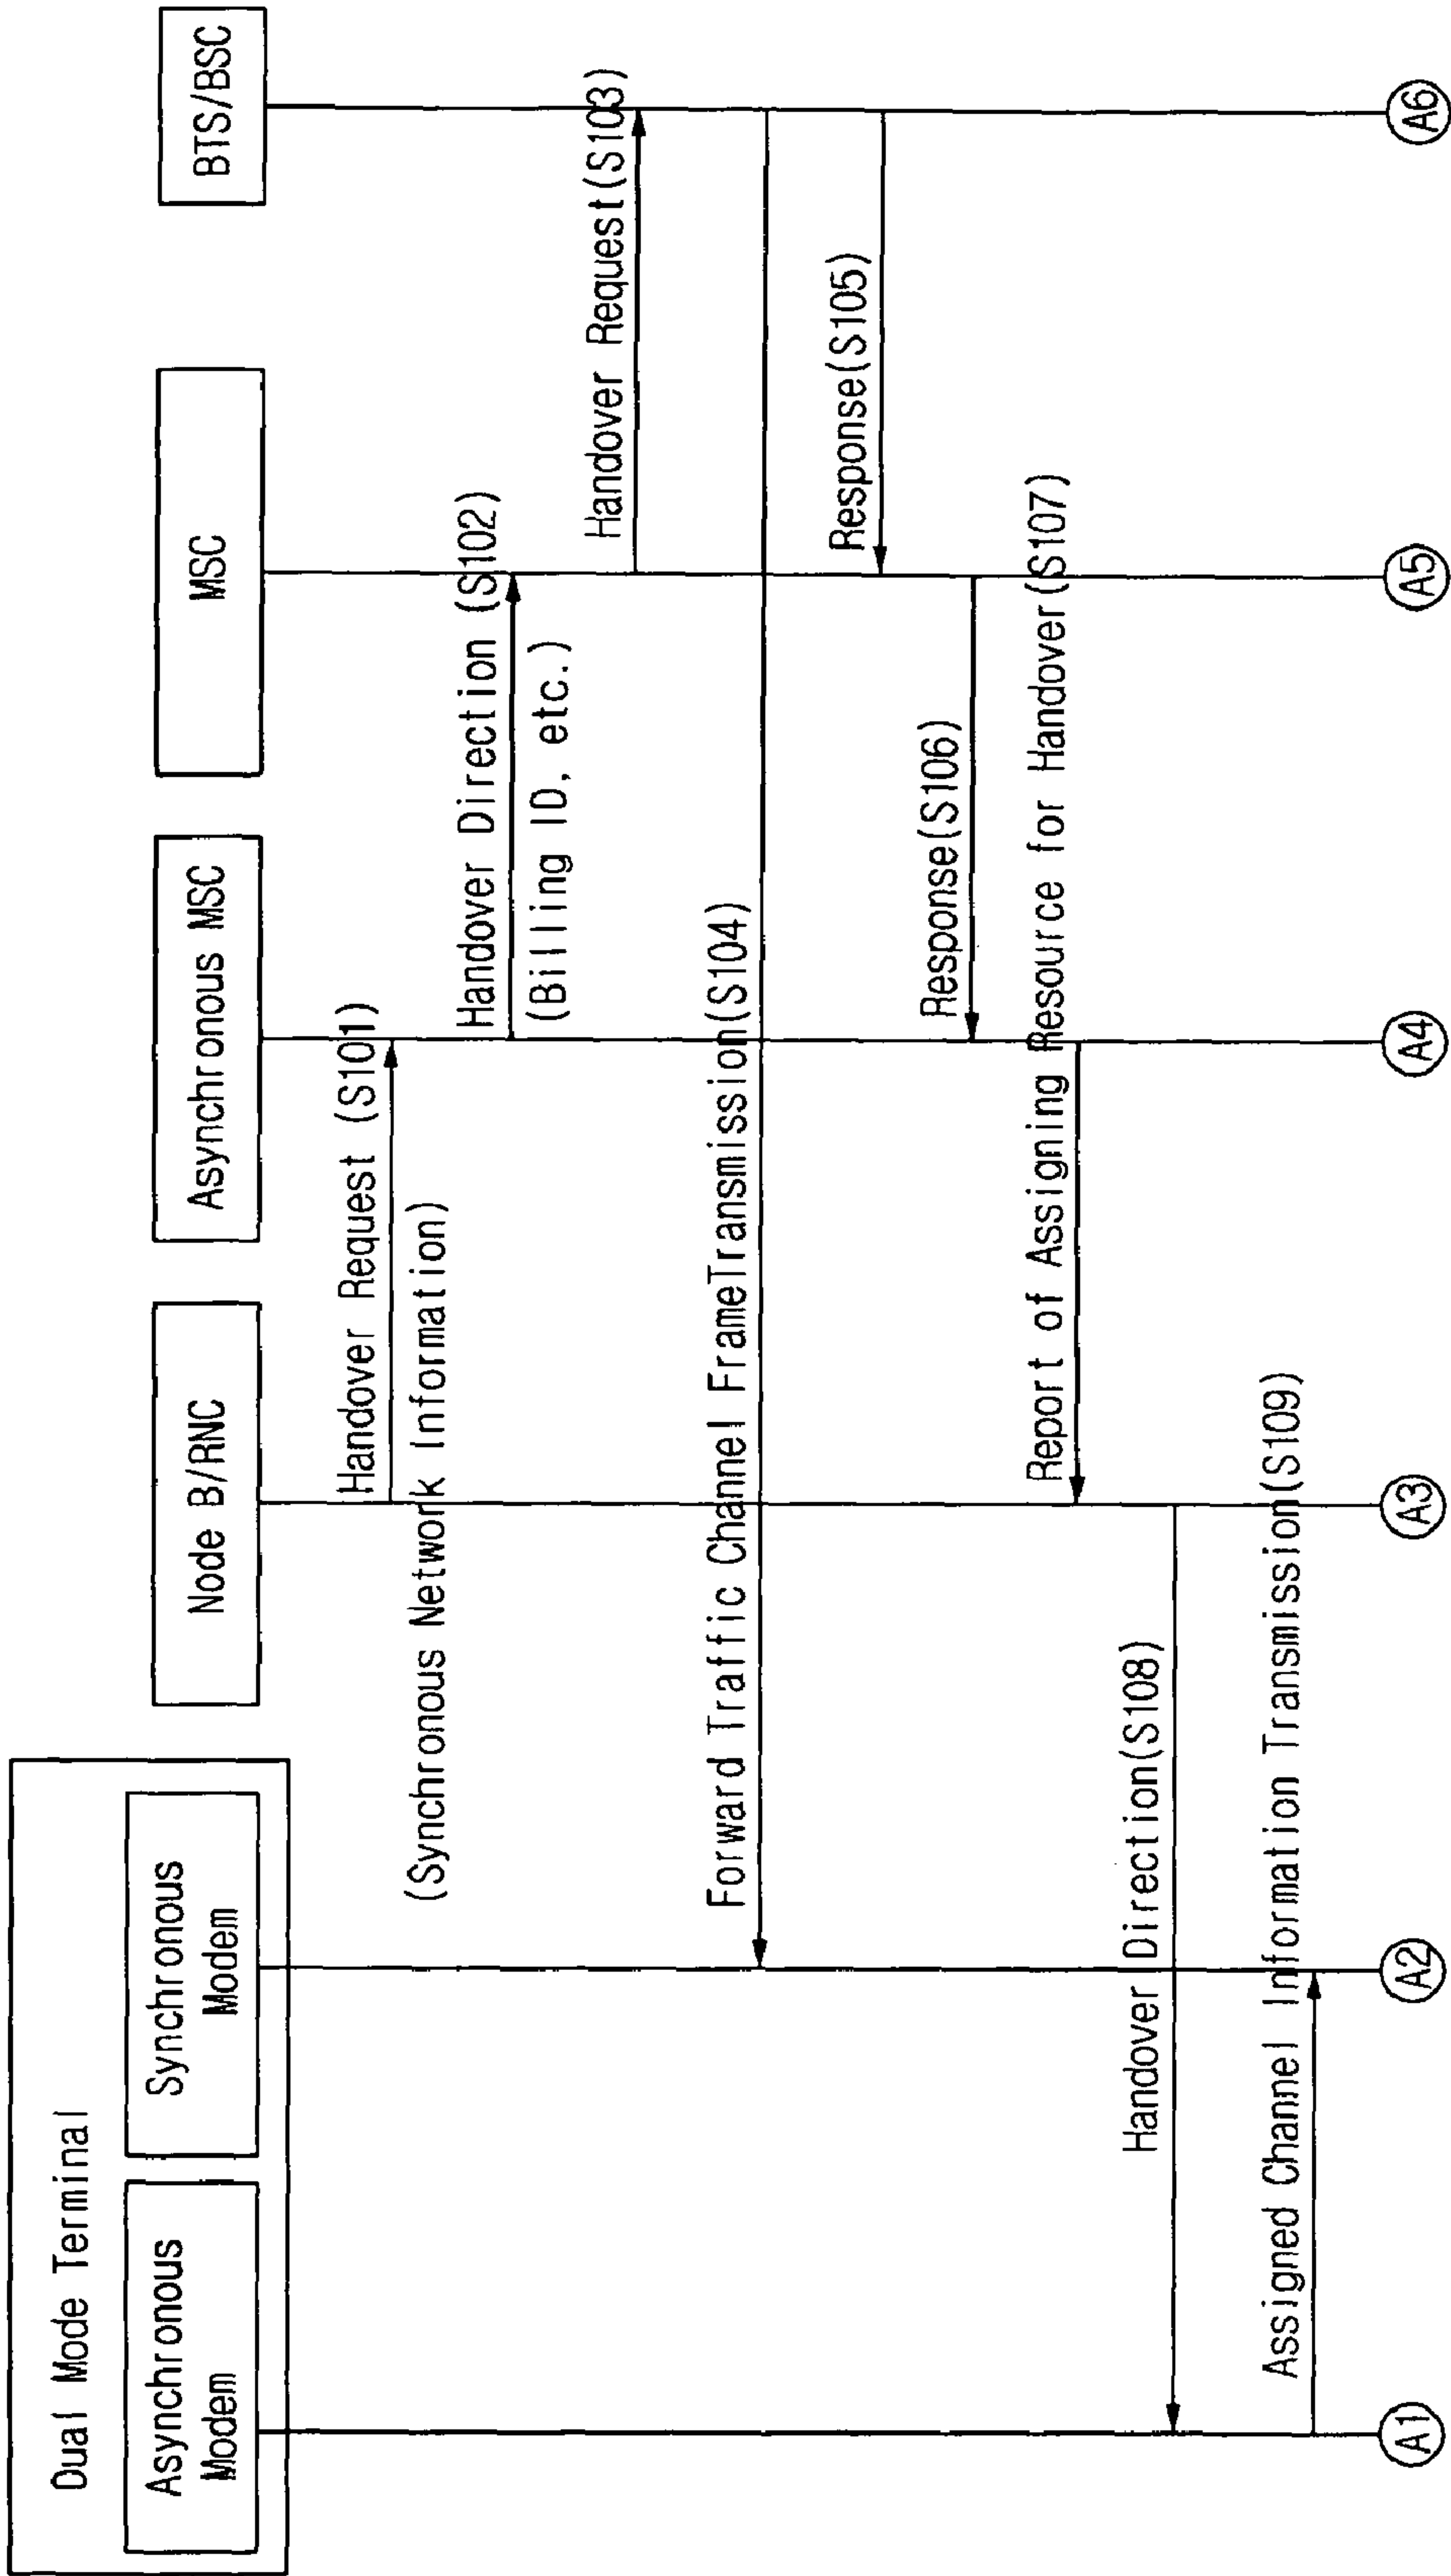 Dual Mode Terminal
Asynchronous
Modem
Synchronous
Modem
Node B/RNC
Asynchronous MSC
MSC
BTS/BSC
Handover Request (S101)
(Synchronous Network Information)
Handover Direction (S102)
(Billing ID, etc.)
Handover Request(S103)
Forward Traffic Channel FrameTransmission(S104)
Response(S105)
Response(S106)
Report of Assigning Resource for Handover(S107)
Handover Direction(S108)
Assigned Channel Information Transmission(S109)
A1
A2
A3
A4
A5
A6